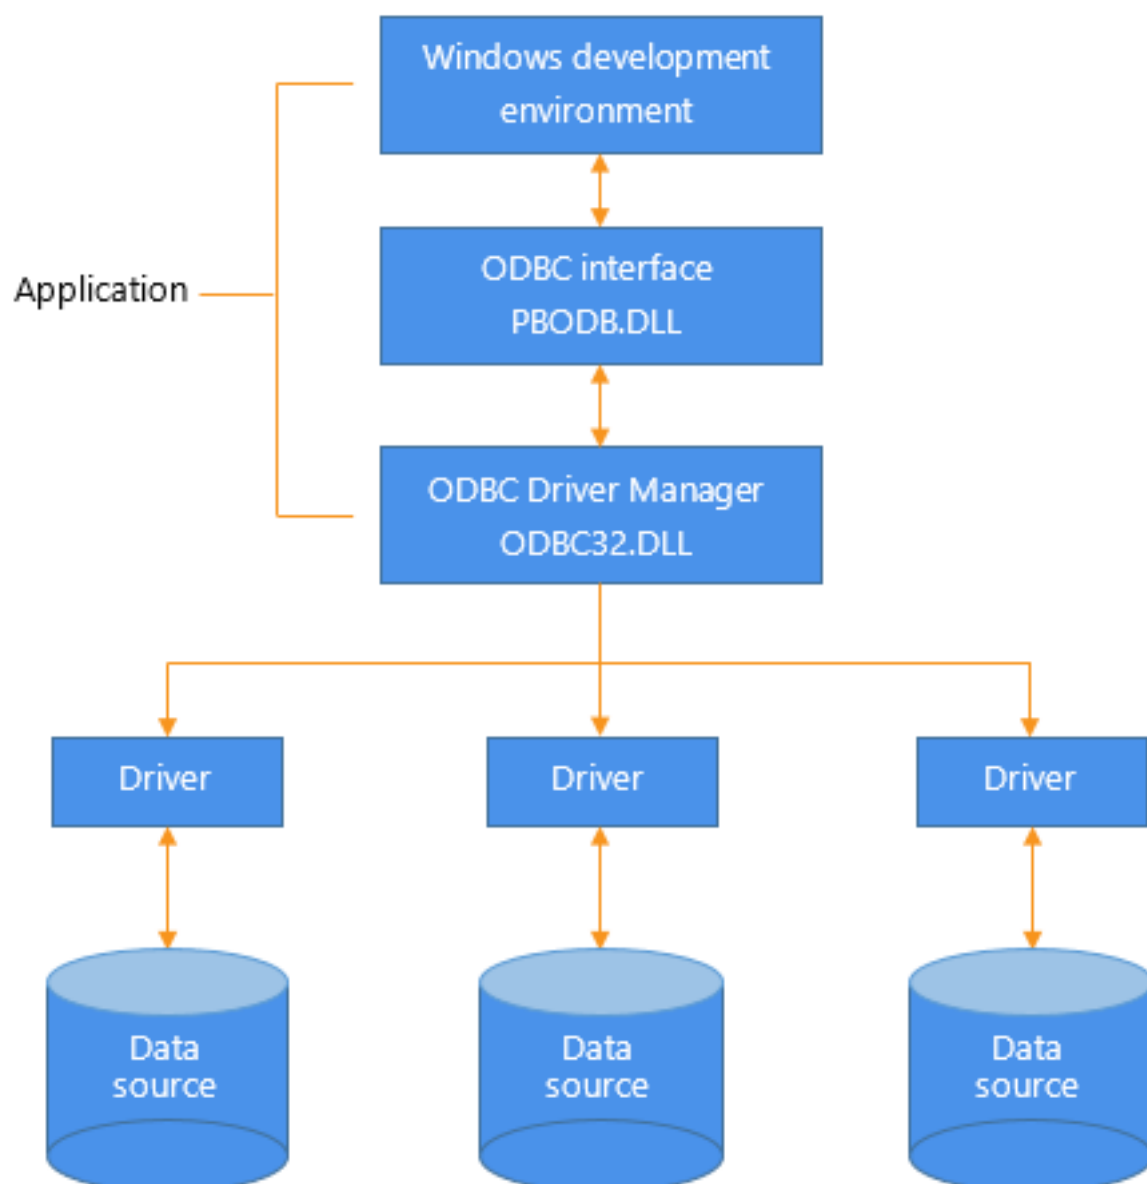 Windows development
environment
Application
ODBC interface
PBODB.DLL
ODBC Driver Manager
ODBC32.DLL
Driver
Driver
Driver
Data
source
Data
source
Data
source